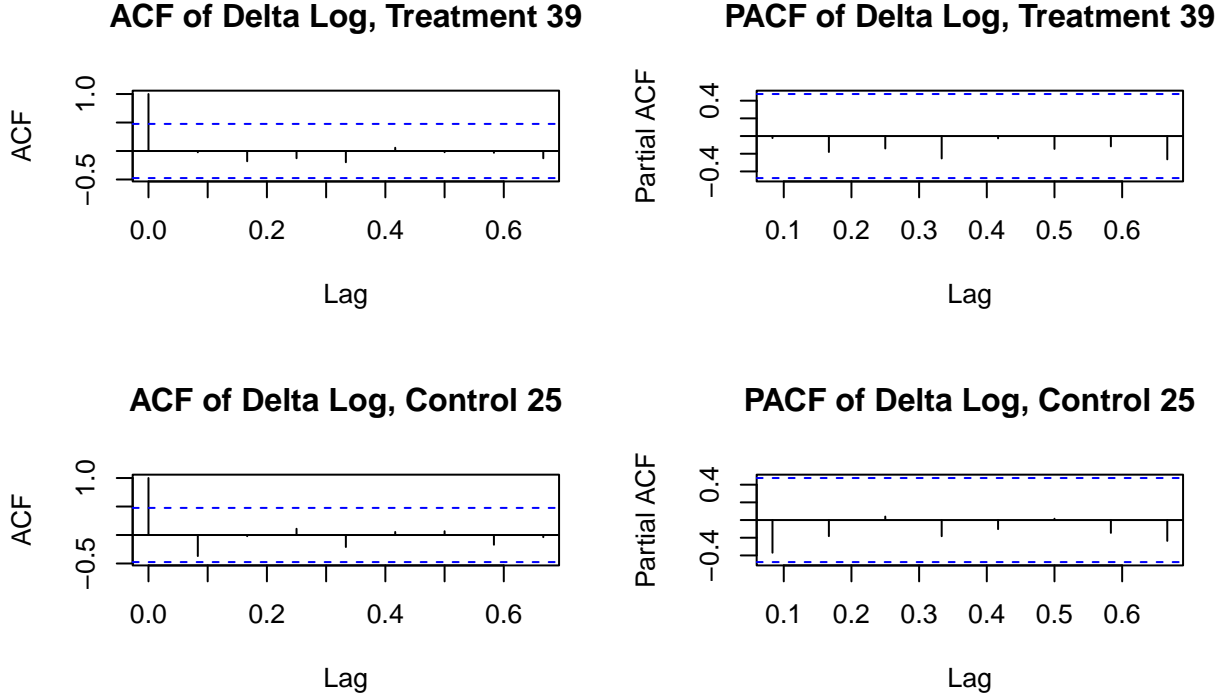 ACF of Delta Log, Treatment 39
ACF
1.0
−0.5
0.0 0.2 0.4 0.6
Lag
PACF of Delta Log, Treatment 39
Partial ACF
0.4
−0.4
0.1 0.2 0.3 0.4 0.5 0.6
Lag
ACF of Delta Log, Control 25
ACF
1.0
−0.5
0.0 0.2 0.4 0.6
Lag
PACF of Delta Log, Control 25
Partial ACF
0.4
−0.4
0.1 0.2 0.3 0.4 0.5 0.6
Lag